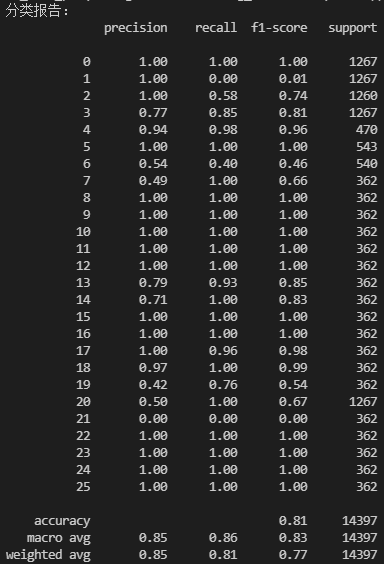 分类报告:
precision recall f1-score support
0 1.00 1.00 1.00 1267
1 1.00 0.00 0.01 1267
2 1.00 0.58 0.74 1260
3 0.77 0.85 0.81 1267
4 0.94 0.98 0.96 470
5 1.00 1.00 1.00 543
6 0.54 0.40 0.46 540
7 0.49 1.00 0.66 362
8 1.00 1.00 1.00 362
9 1.00 1.00 1.00 362
10 1.00 1.00 1.00 362
11 1.00 1.00 1.00 362
12 1.00 1.00 1.00 362
13 0.79 0.93 0.85 362
14 0.71 1.00 0.83 362
15 1.00 1.00 1.00 362
16 1.00 1.00 1.00 362
17 1.00 0.96 0.98 362
18 0.97 1.00 0.99 362
19 0.42 0.76 0.54 362
20 0.50 1.00 0.67 1267
21 0.00 0.00 0.00 362
22 1.00 1.00 1.00 362
23 1.00 1.00 1.00 362
24 1.00 1.00 1.00 362
25 1.00 1.00 1.00 362
accuracy 0.81 14397
macro avg 0.85 0.86 0.83 14397
weighted avg 0.85 0.81 0.77 14397